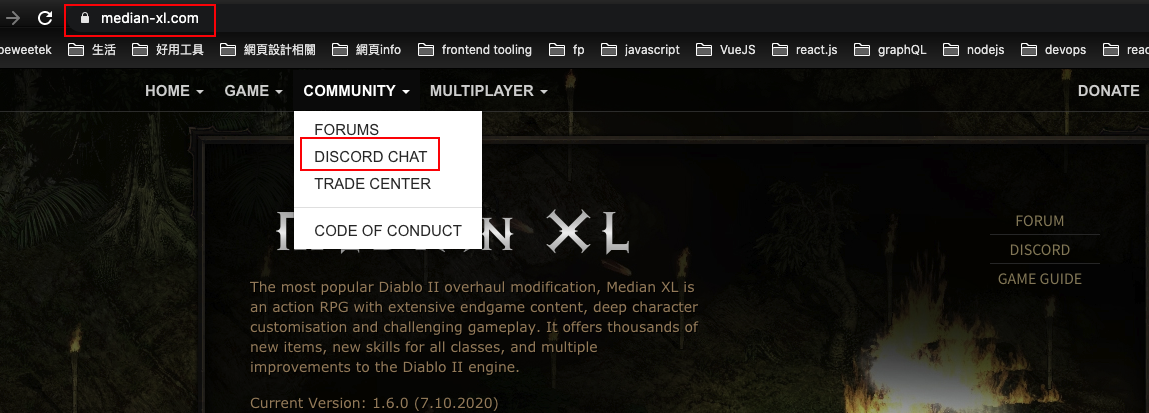 median-xl.com
peweetek 生活 好用工具 網頁設計相關 網頁info frontend tooling fp javascript VueJS react.js graphQL nodejs devops reac
HOME GAME COMMUNITY MULTIPLAYER DONATE
FORUMS
DISCORD CHAT
TRADE CENTER
CODE OF CONDUCT
XL
FORUM
DISCORD
GAME GUIDE
The most popular Diablo II overhaul modification, Median XL is
an action RPG with extensive endgame content, deep character
customisation and challenging gameplay. It offers thousands of
new items, new skills for all classes, and multiple
improvements to the Diablo II engine.
Current Version: 1.6.0 (7.10.2020)